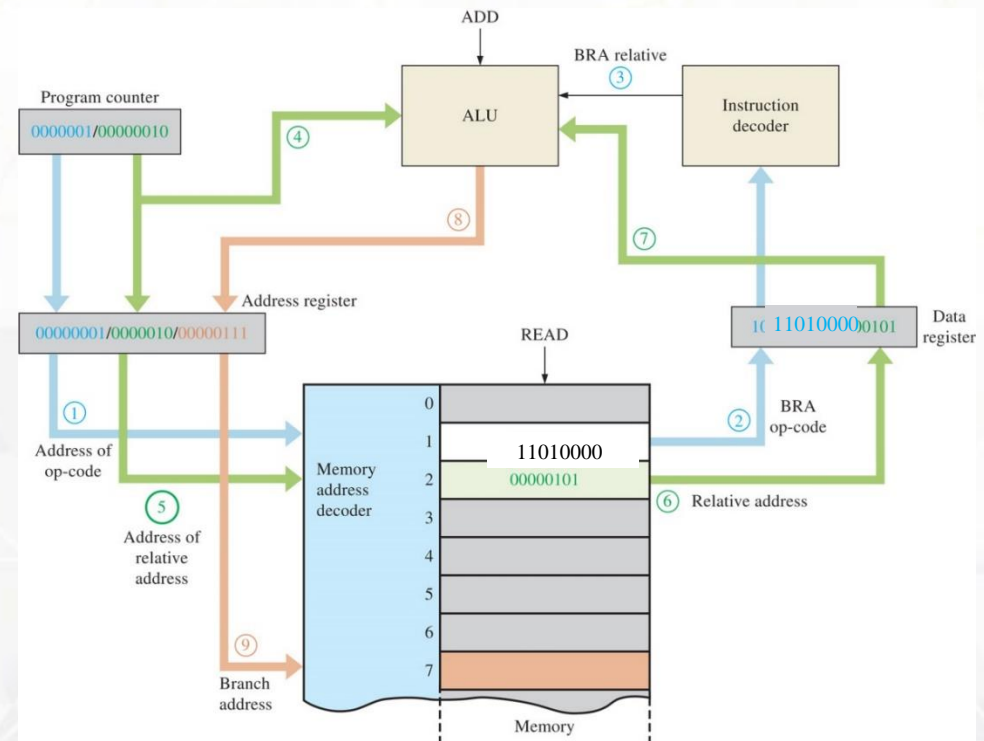 ADD
BRA relative
③
Program counter
0000001/00000010
④
ALU
Instruction
decoder
⑧
⑦
Address register
00000001/0000010/00000111
READ
10 11010000 00101
Data
register
①
Address of
op-code
0
②
BRA
op-code
1
11010000
Memory
address
decoder
2
00000101
⑥ Relative address
⑤
Address of
relative
address
3
4
5
6
⑨
7
Branch
address
Memory